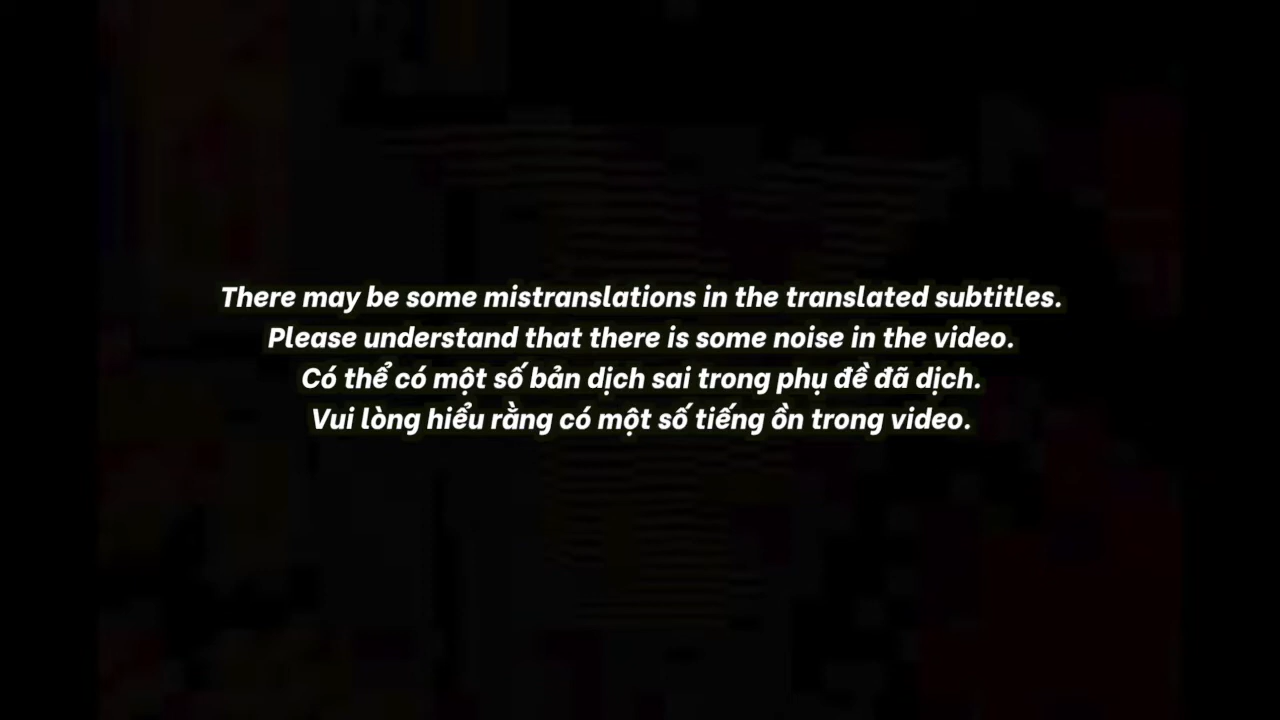 There may be some mistranslations in the translated subtitles.
Please understand that there is some noise in the video.
Có thể có một số bản dịch sai trong phụ đề đã dịch.
Vui lòng hiểu rằng có một số tiếng ồn trong video.